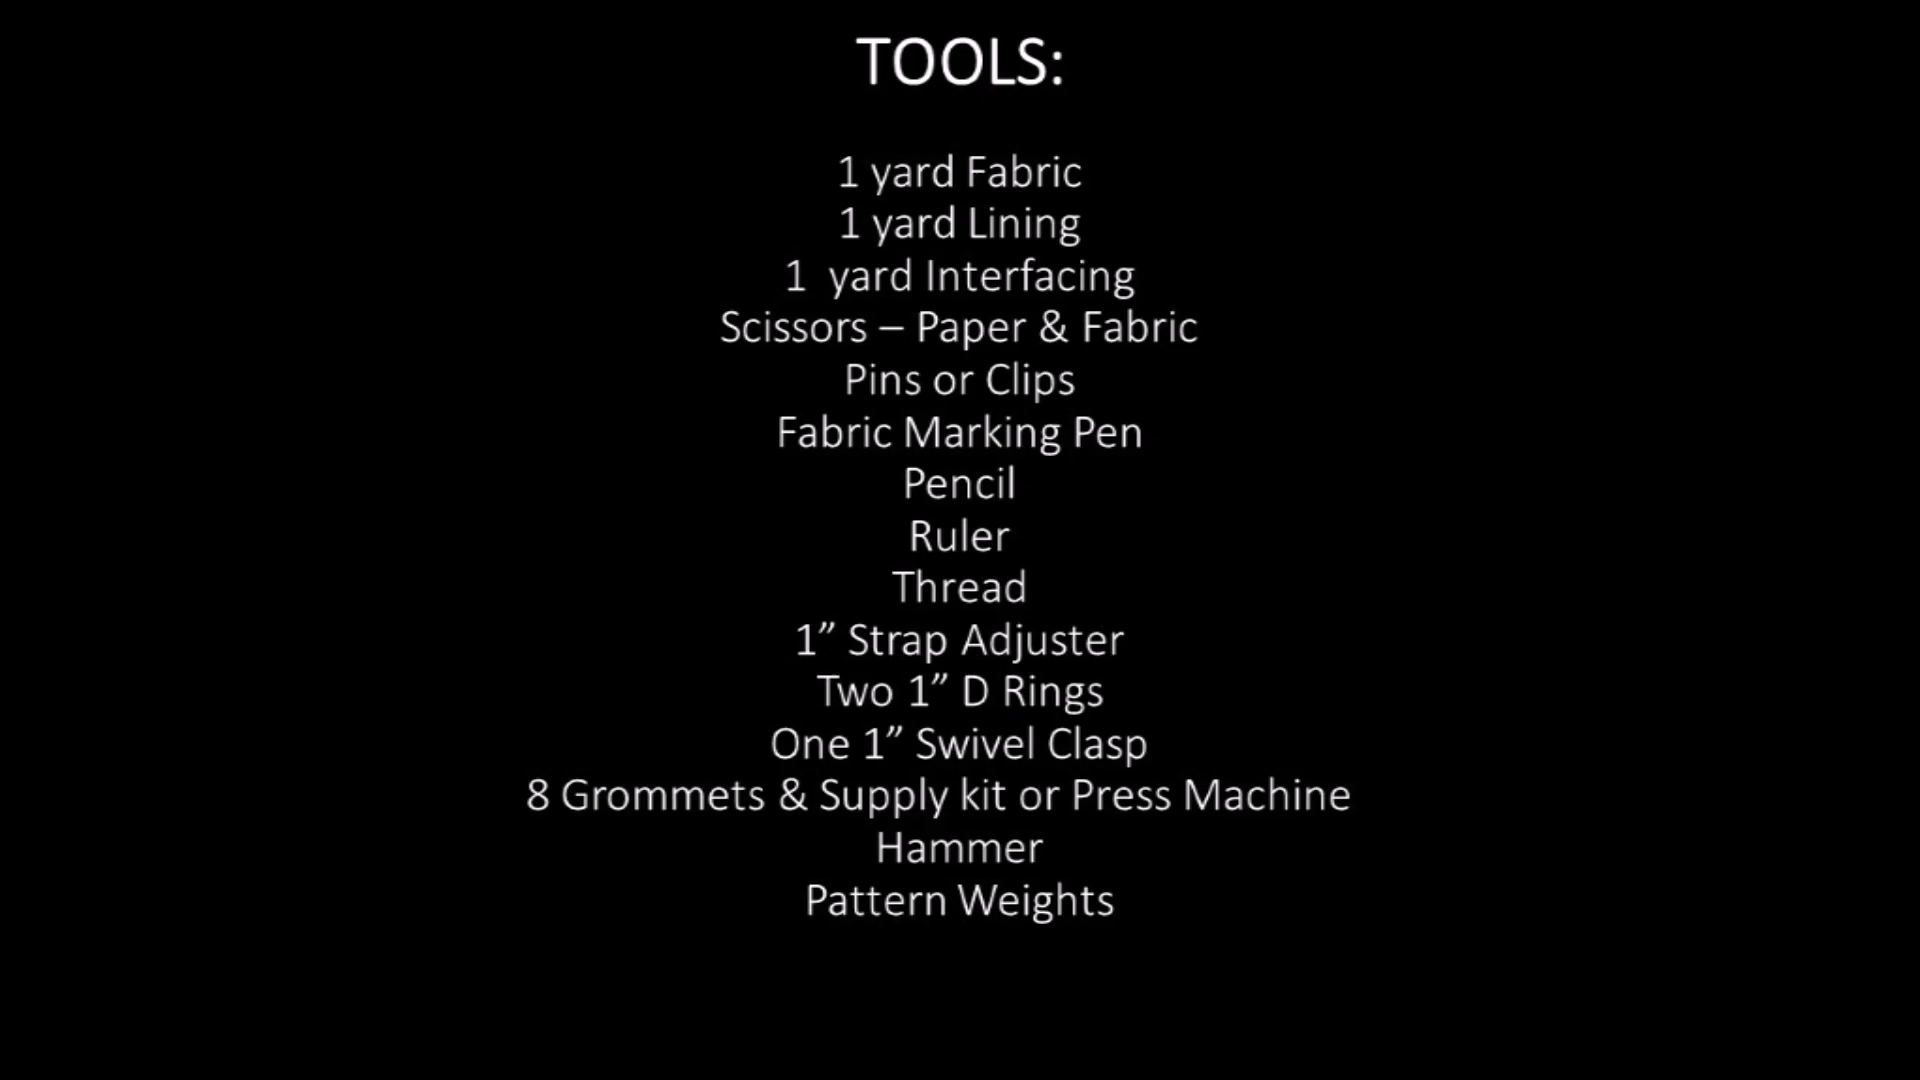 TOOLS:
1 yard Fabric
1 yard Lining
1  yard Interfacing
Scissors – Paper & Fabric
Pins or Clips
Fabric Marking Pen
Pencil
Ruler
Thread
1” Strap Adjuster
Two 1” D Rings
One 1” Swivel Clasp
8 Grommets & Supply kit or Press Machine
Hammer
Pattern Weights